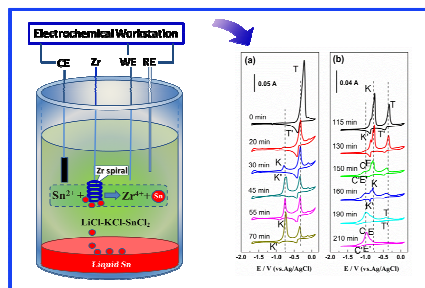 Electrochemical Workstation
CE Zr WE RE
Zr spiral
Sn²⁺ + Zr⁴⁺ + Sn
LiCl-KCl-SnCl₂
Liquid Sn
(a)
0.05 A
T
0 min
T'
20 min
30 min
K
K'
45 min
55 min
70 min
K'
-2.0 -1.5 -1.0 -0.5 0.0
E / V (vs.Ag/AgCl)
(b)
0.04 A
K
T
115 min
K'
T'
130 min
150 min
K
160 min
K'
T
190 min
T'
C E
210 min
C' E'
-2.0 -1.5 -1.0 -0.5 0.0
E / V (vs.Ag/AgCl)